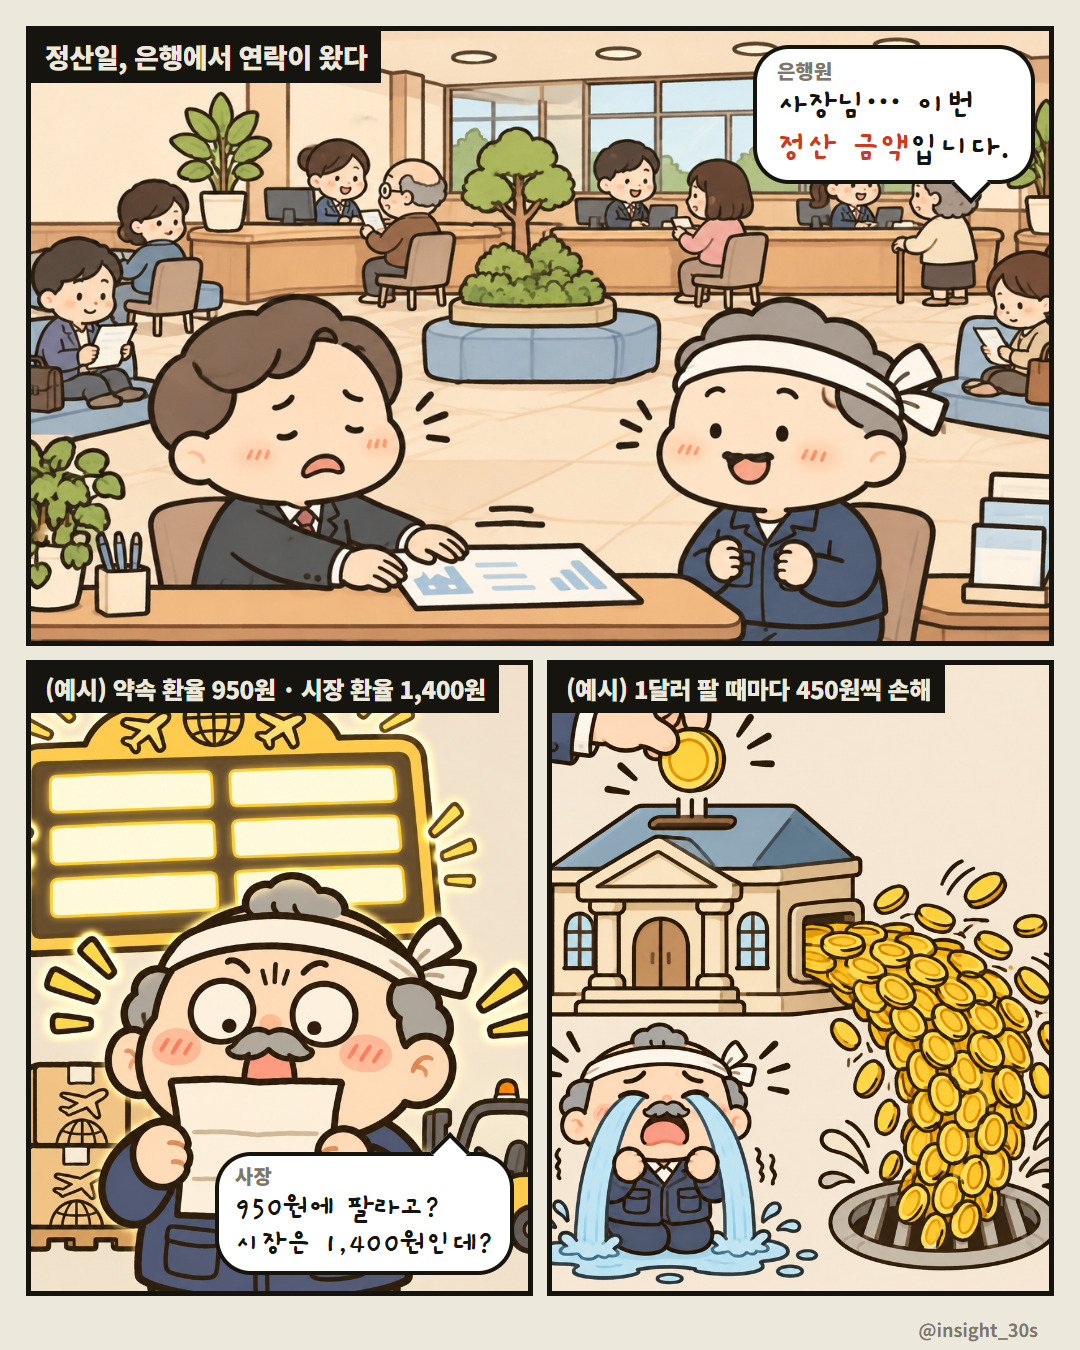 정산일, 은행에서 연락이 왔다
은행원
사장님… 이번
정산 금액입니다.
(예시) 약속 환율 950원 · 시장 환율 1,400원
사장
950원에 팔라고?
시장은 1,400원인데?
(예시) 1달러 팔 때마다 450원씩 손해
@insight_30s